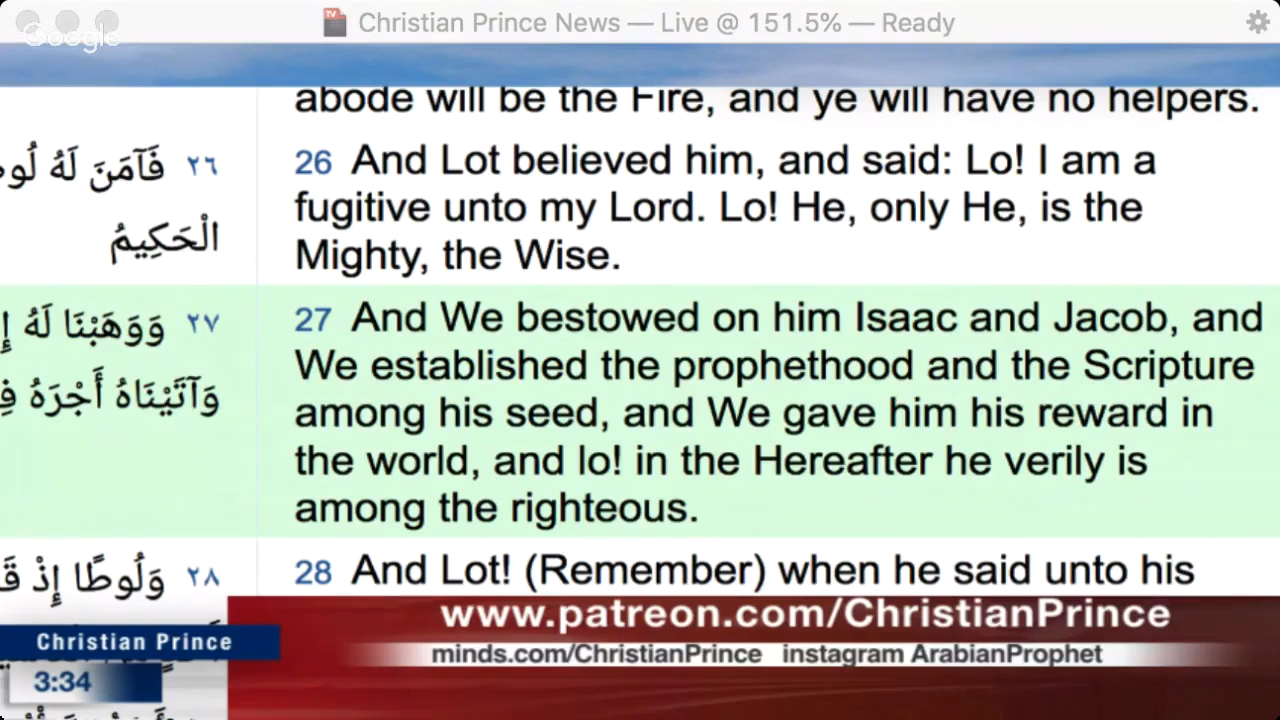 Christian Prince News — Live @ 151.5% — Ready
Google
abode will be the Fire, and ye will have no helpers.
٢٦ فَآمَنَ لَهُ
الْحَكِيمُ
26 And Lot believed him, and said: Lo! I am a
fugitive unto my Lord. Lo! He, only He, is the
Mighty, the Wise.
٢٧ وَوَهَبْنَا لَهُ
وَآتَيْنَاهُ أَجْرَهُ
27 And We bestowed on him Isaac and Jacob, and
We established the prophethood and the Scripture
among his seed, and We gave him his reward in
the world, and lo! in the Hereafter he verily is
among the righteous.
٢٨ وَلُوطًا إِذْ
28 And Lot! (Remember) when he said unto his
www.patreon.com/ChristianPrince
Christian Prince
minds.com/ChristianPrince instagram ArabianProphet
3:34